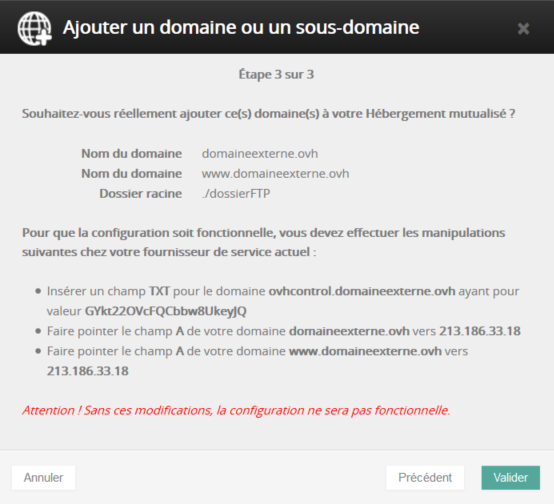 Ajouter un domaine ou un sous-domaine
Étape 3 sur 3
Souhaitez-vous réellement ajouter ce(s) domaine(s) à votre Hébergement mutualisé ?
Nom du domaine domaineexterne.ovh
Nom du domaine www.domaineexterne.ovh
Dossier racine ./dossierFTP
Pour que la configuration soit fonctionnelle, vous devez effectuer les manipulations
suivantes chez votre fournisseur de service actuel :
Insérer un champ TXT pour le domaine ovhcontrol.domaineexterne.ovh ayant pour
valeur GYkt22OVcFQCbbw8UkeyJQ
Faire pointer le champ A de votre domaine domaineexterne.ovh vers 213.186.33.18
Faire pointer le champ A de votre domaine www.domaineexterne.ovh vers
213.186.33.18
Attention ! Sans ces modifications, la configuration ne sera pas fonctionnelle.
Annuler Précédent Valider